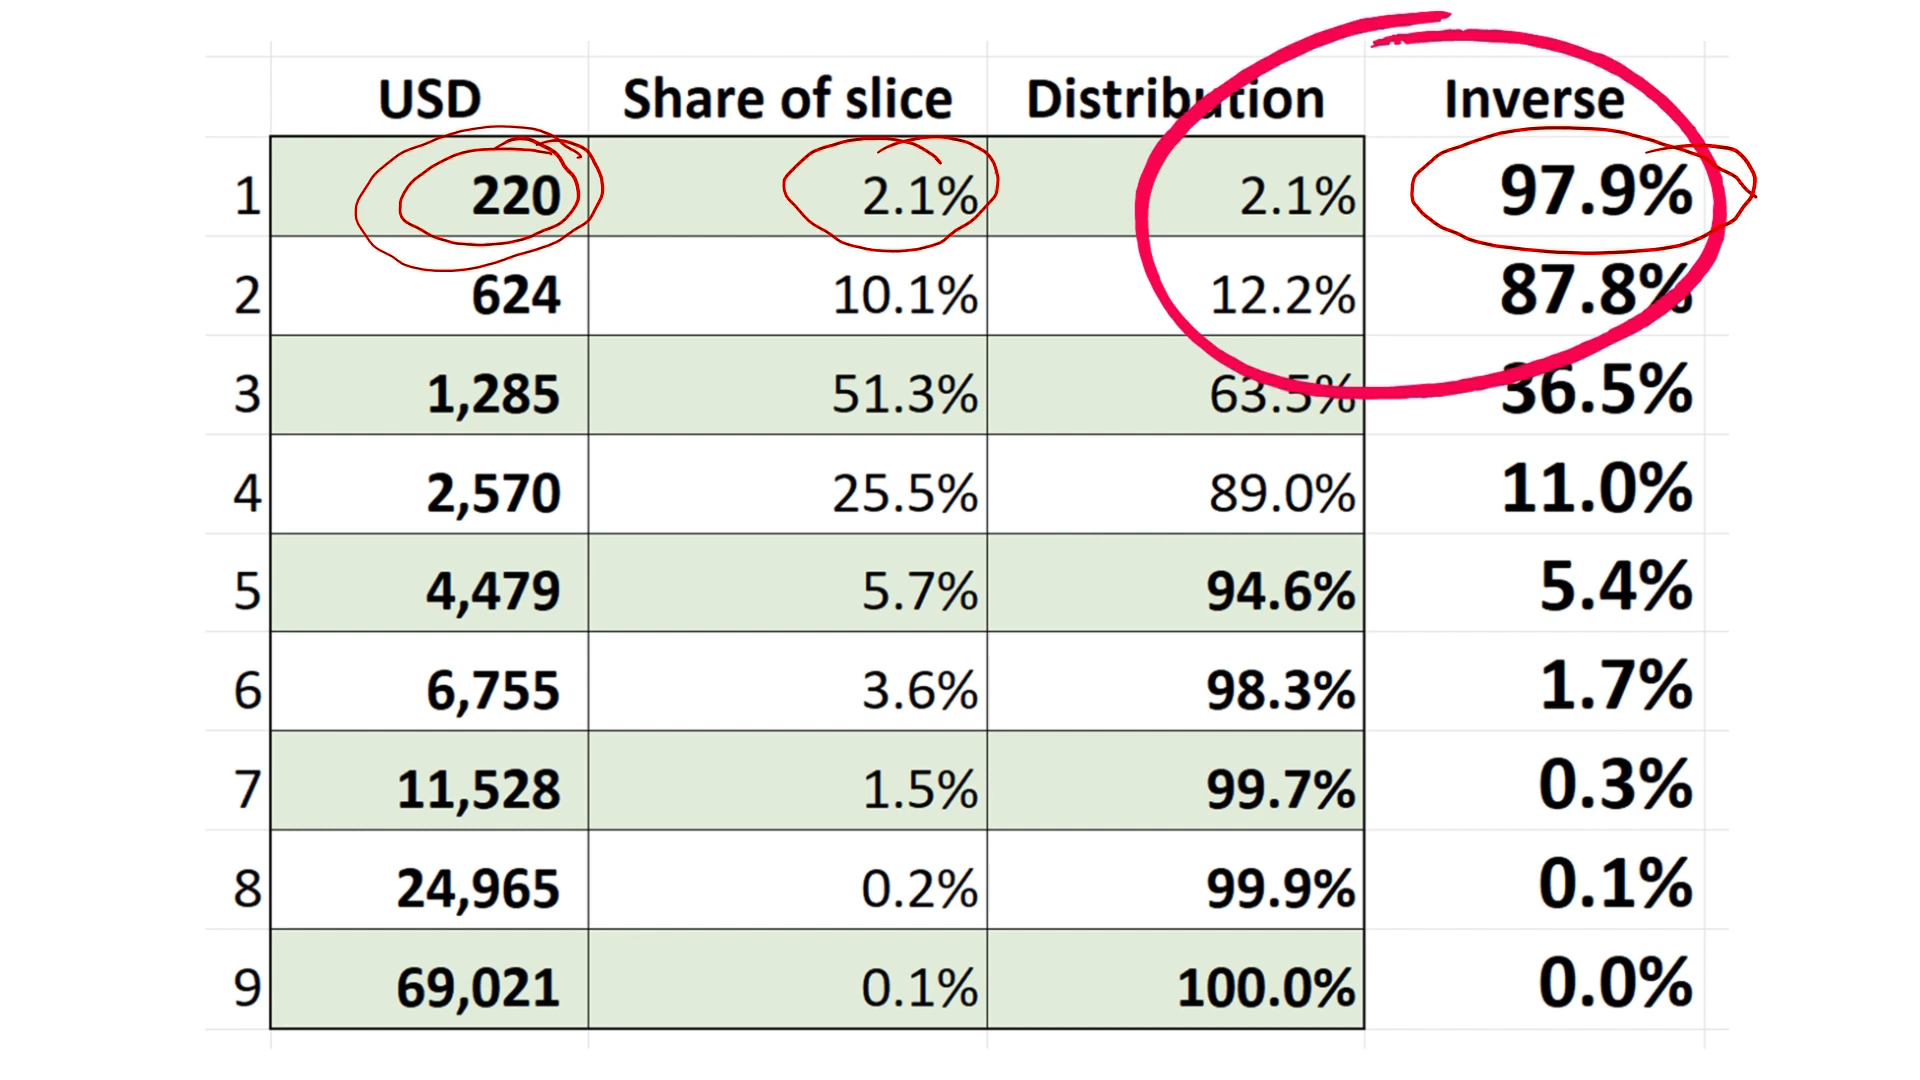 USD Share of slice Distribution Inverse
1 220 2.1% 2.1% 97.9%
2 624 10.1% 12.2% 87.8%
3 1,285 51.3% 63.5% 36.5%
4 2,570 25.5% 89.0% 11.0%
5 4,479 5.7% 94.6% 5.4%
6 6,755 3.6% 98.3% 1.7%
7 11,528 1.5% 99.7% 0.3%
8 24,965 0.2% 99.9% 0.1%
9 69,021 0.1% 100.0% 0.0%